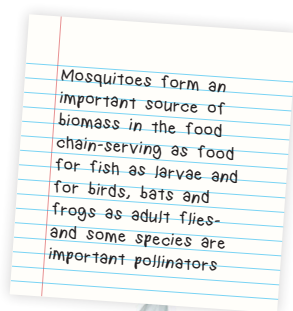 Mosquitoes form an
important source of
biomass in the food
chain-serving as food
for fish as larvae and
for birds, bats and
frogs as adult flies-
and some species are
important pollinators